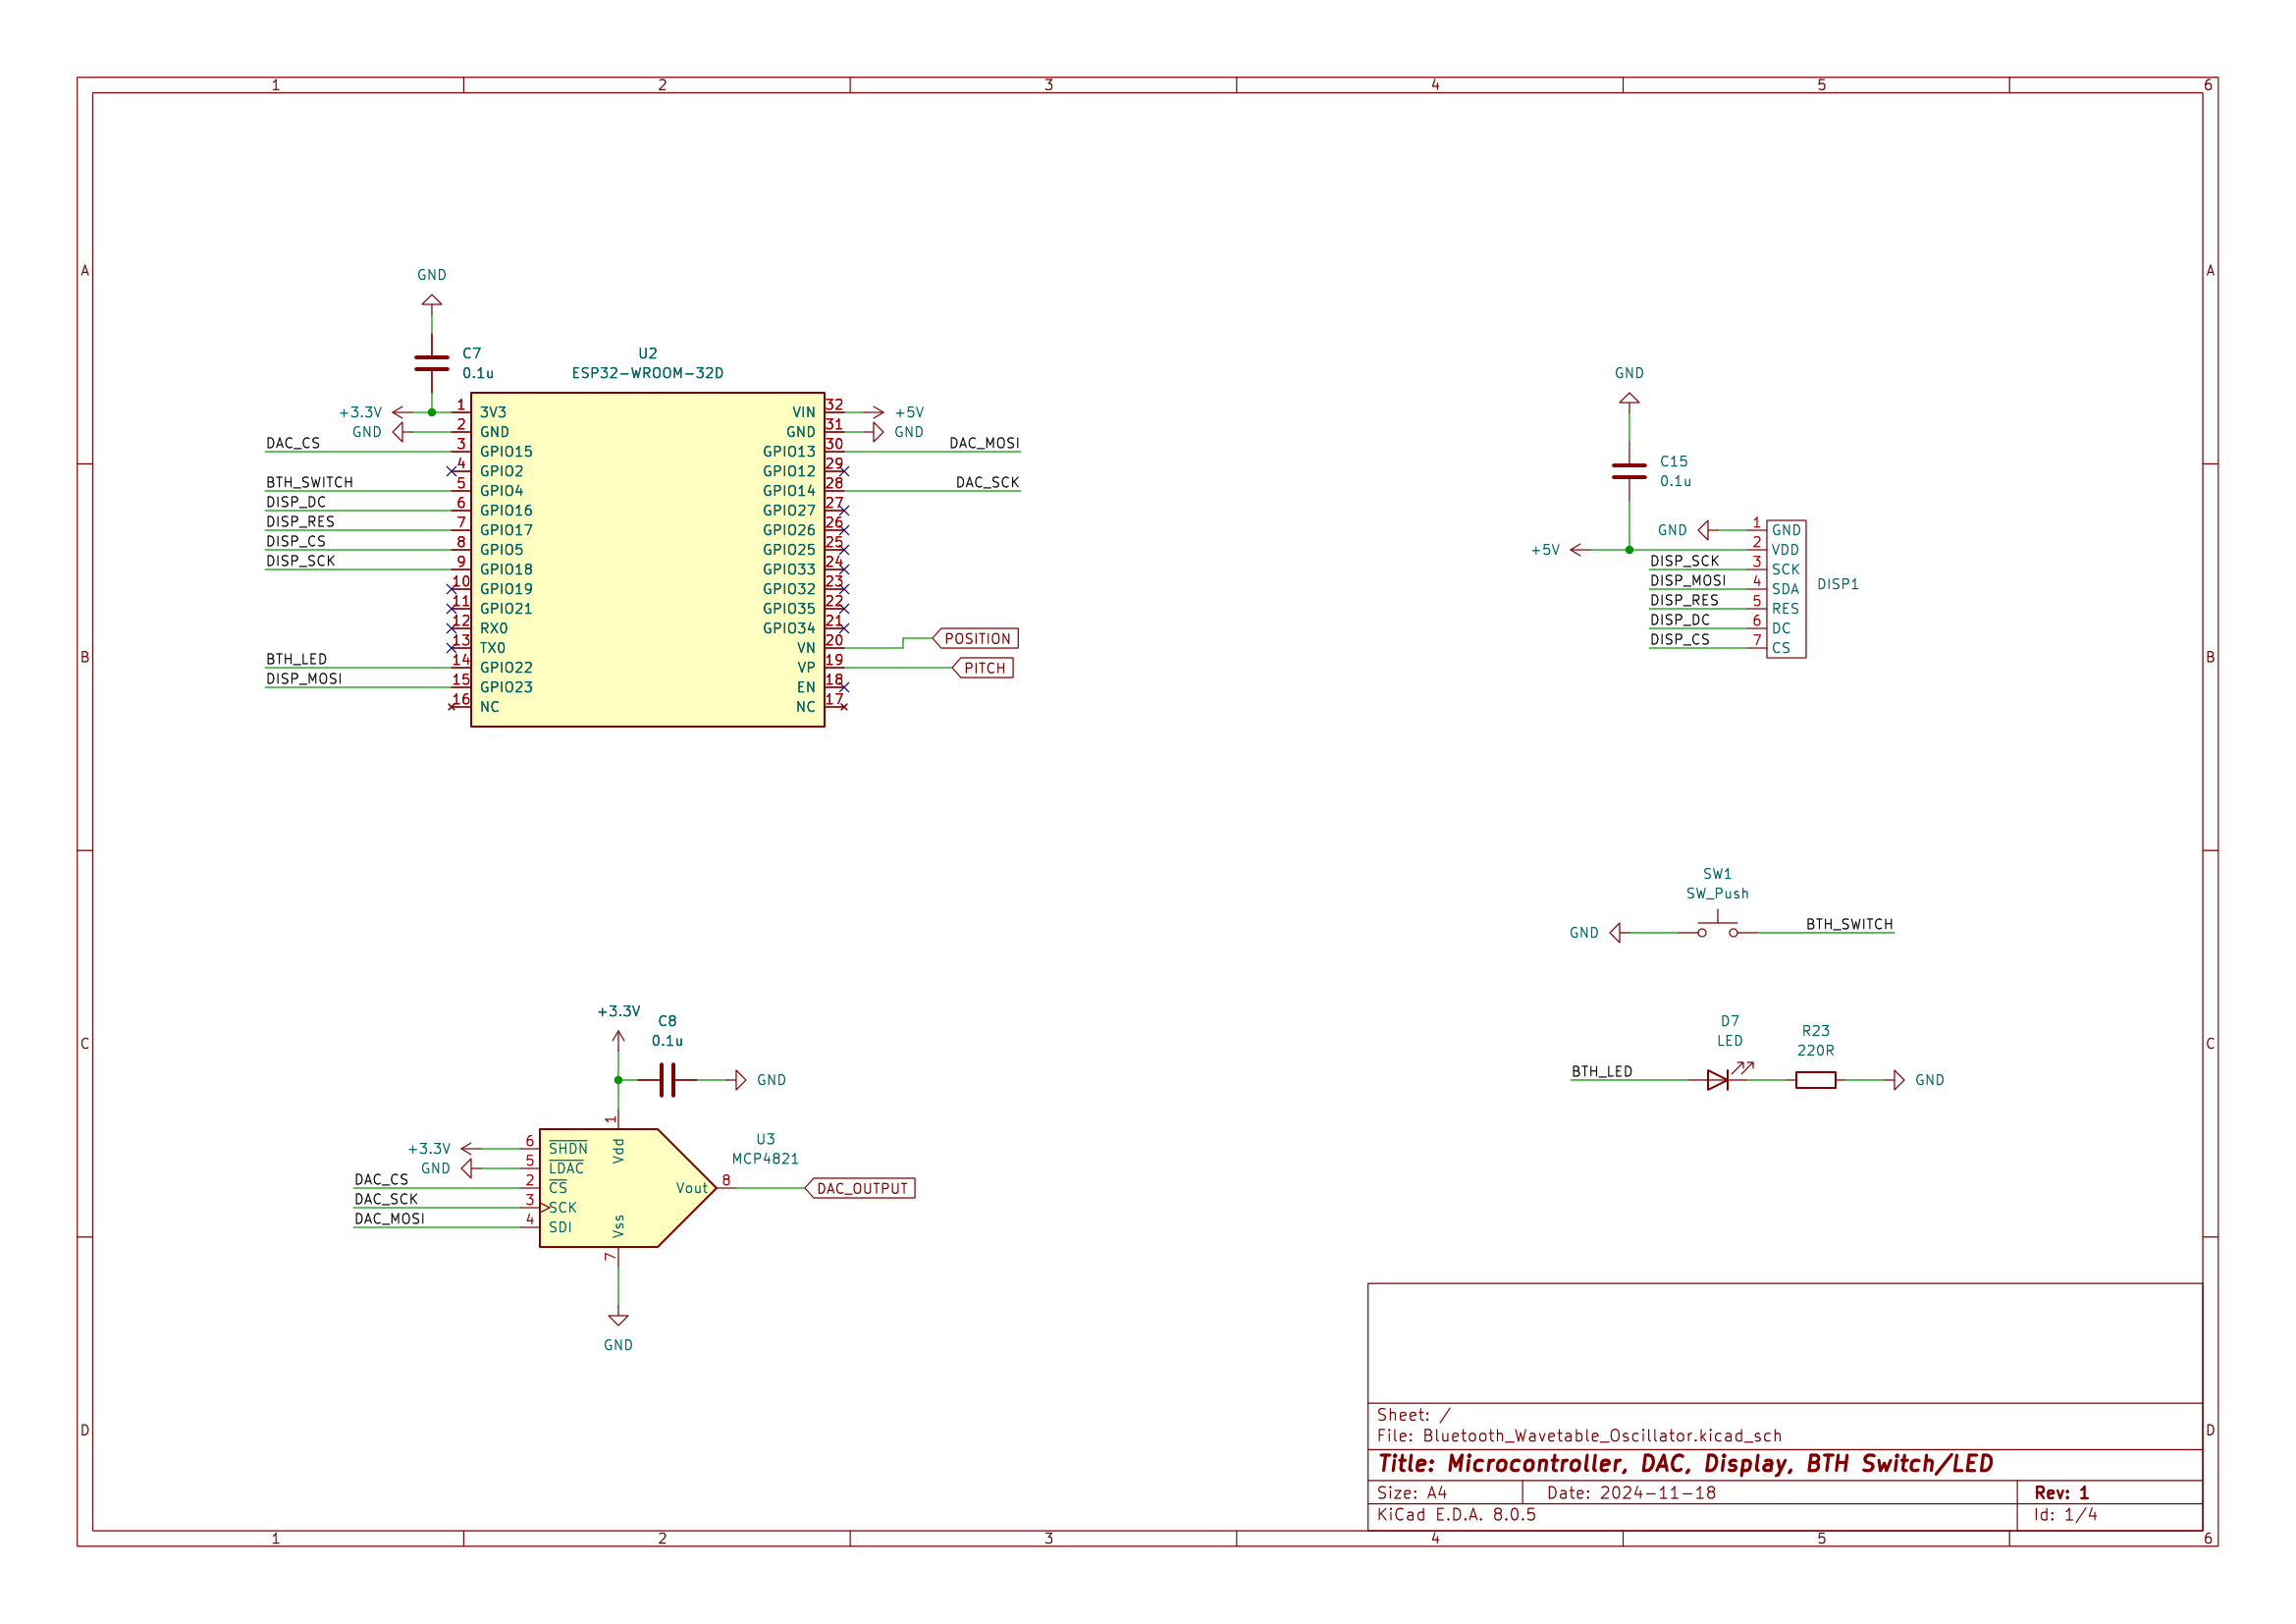 1 2 3 4 5 6
A A
GND
C7
0.1u
U2
ESP32-WROOM-32D
+3.3V 1 3V3 VIN 32 +5V
GND 2 GND GND 31 GND
DAC_CS 3 GPIO15 GPIO13 30 DAC_MOSI
4 GPIO2 GPIO12 29
BTH_SWITCH 5 GPIO4 GPIO14 28 DAC_SCK
DISP_DC 6 GPIO16 GPIO27 27
DISP_RES 7 GPIO17 GPIO26 26
DISP_CS 8 GPIO5 GPIO25 25
DISP_SCK 9 GPIO18 GPIO33 24
10 GPIO19 GPIO32 23
11 GPIO21 GPIO35 22
12 RX0 GPIO34 21
13 TX0 VN 20 POSITION
BTH_LED 14 GPIO22 VP 19 PITCH
DISP_MOSI 15 GPIO23 EN 18
16 NC NC 17
GND
C15
0.1u
GND 1 GND
+5V 2 VDD
DISP_SCK 3 SCK
DISP_MOSI 4 SDA
DISP1
DISP_RES 5 RES
DISP_DC 6 DC
DISP_CS 7 CS
B B
SW1
SW_Push
GND BTH_SWITCH
+3.3V
C8
0.1u
GND
1 Vdd
U3
MCP4821
+3.3V 6 SHDN
GND 5 LDAC
DAC_CS 2 CS Vout 8 DAC_OUTPUT
DAC_SCK 3 SCK
DAC_MOSI 4 SDI
Vss 7
GND
D7
LED
R23
220R
BTH_LED GND
C C
D D
Sheet: /
File: Bluetooth_Wavetable_Oscillator.kicad_sch
Title: Microcontroller, DAC, Display, BTH Switch/LED
Size: A4 Date: 2024-11-18 Rev: 1
KiCad E.D.A. 8.0.5 Id: 1/4
1 2 3 4 5 6